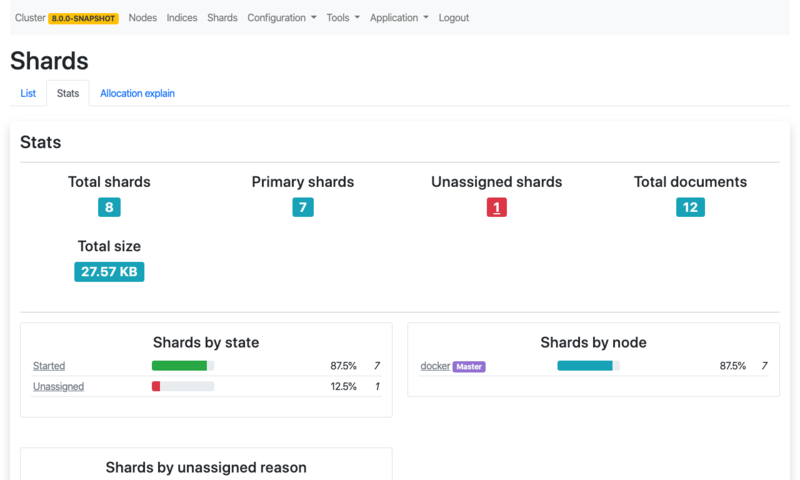 Cluster 8.0.0-SNAPSHOT Nodes Indices Shards Configuration Tools Application Logout
Shards
List Stats Allocation explain
Stats
Total shards Primary shards Unassigned shards Total documents
8 7 1 12
Total size
27.57 KB
Shards by state
Started 87.5% 7
Unassigned 12.5% 1
Shards by node
docker Master 87.5% 7
Shards by unassigned reason